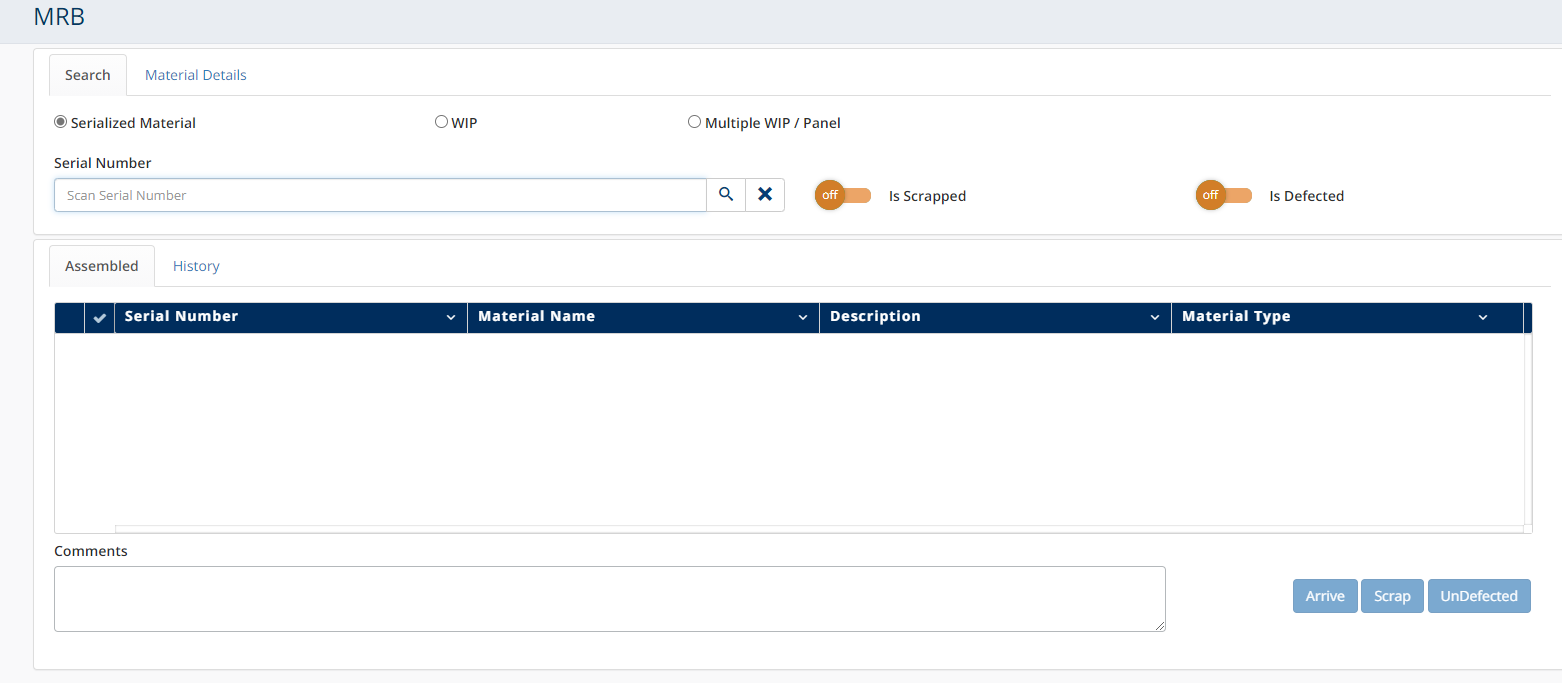 MRB
Search Material Details
Serialized Material WIP Multiple WIP / Panel
Serial Number
Scan Serial Number off Is Scrapped off Is Defected
Assembled History
Serial Number Material Name Description Material Type
Comments
Arrive Scrap UnDefected